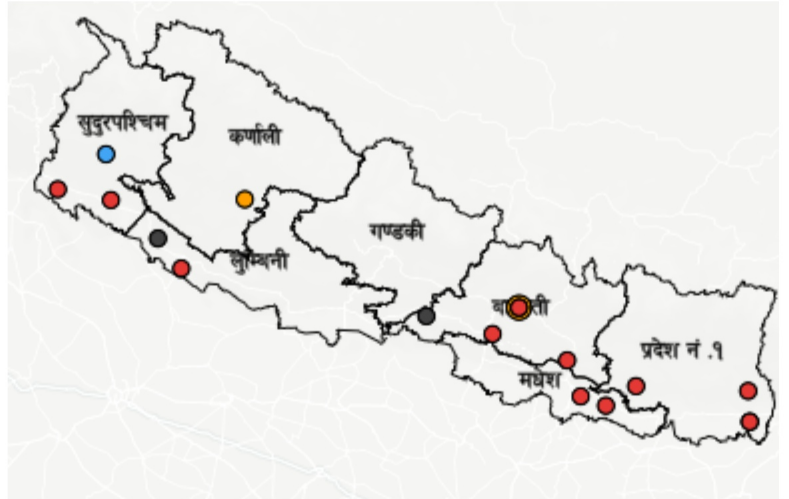 सुदुरपश्चिम
कर्णाली
गण्डकी
लुम्बिनी
प्रदेश नं .१
मधेश